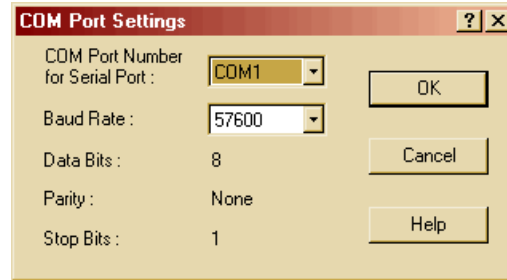 COM Port Settings
? ×
COM Port Number
for Serial Port :
COM1
OK
Baud Rate :
57600
Data Bits :
8
Cancel
Parity :
None
Help
Stop Bits :
1